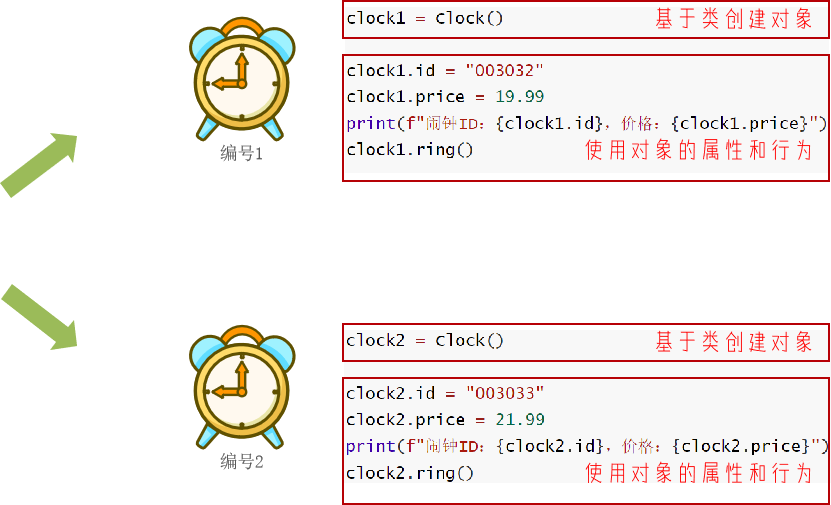 clock1 = Clock()
基于类创建对象
clock1.id = "003032"
clock1.price = 19.99
print(f"闹钟ID：{clock1.id}，价格：{clock1.price}")
clock1.ring()
使用对象的属性和行为
编号1
clock2 = Clock()
基于类创建对象
clock2.id = "003033"
clock2.price = 21.99
print(f"闹钟ID：{clock2.id}，价格：{clock2.price}")
clock2.ring()
使用对象的属性和行为
编号2